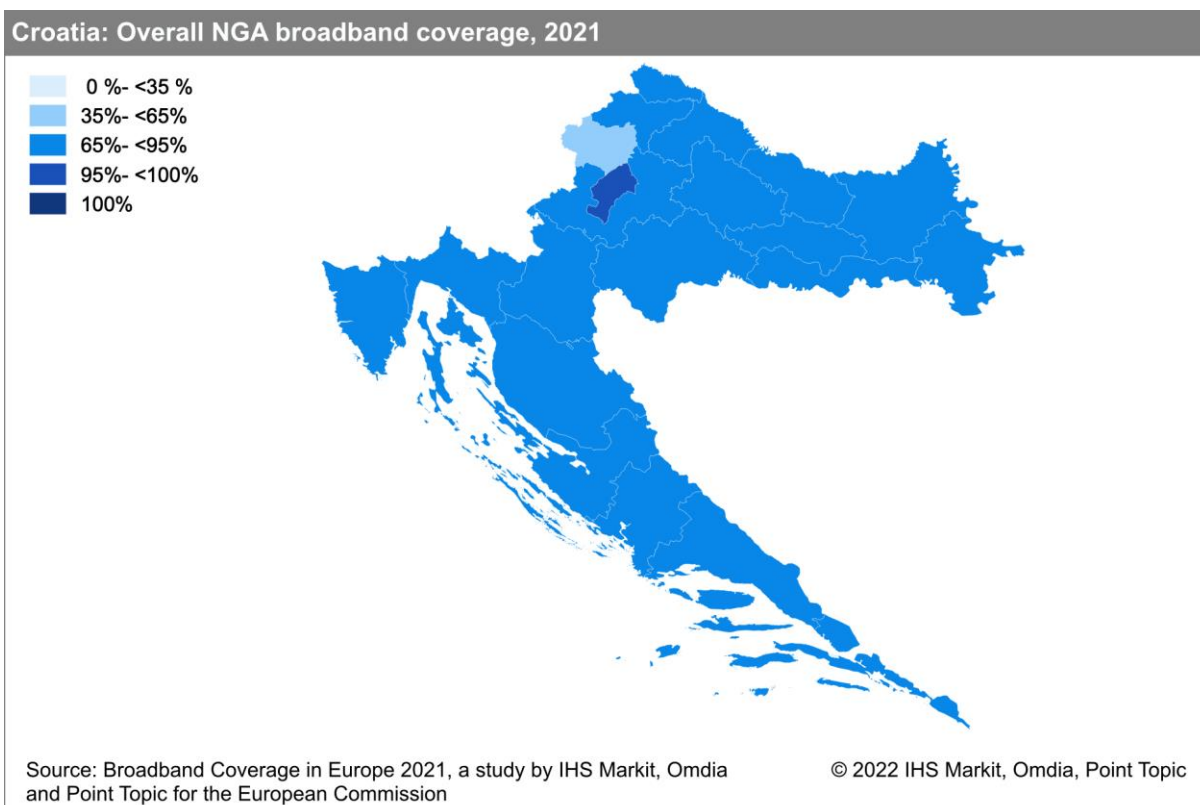 Croatia: Overall NGA broadband coverage, 2021
0 %- <35 %
35%- <65%
65%- <95%
95%- <100%
100%
Source: Broadband Coverage in Europe 2021, a study by IHS Markit, Omdia
and Point Topic for the European Commission
© 2022 IHS Markit, Omdia, Point Topic